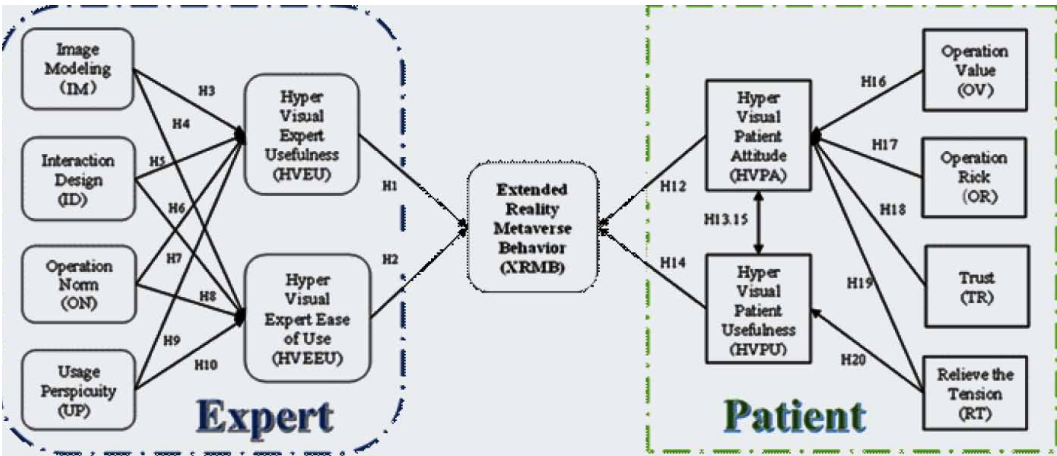 Image
Modeling
(IM)
Interaction
Design
(ID)
Operation
Norm
(ON)
Usage
Perspicuity
(UP)
H3
H4
H5
H6
H7
H8
H9
H10
Hyper
Visual
Expert
Usefulness
(HVEU)
Hyper
Visual
Expert Ease
of Use
(HVEEU)
Expert
H1
H2
Extended
Reality
Metaverse
Behavior
(XRMB)
H12
H13.15
H14
Hyper
Visual
Patient
Attitude
(HVPA)
Hyper
Visual
Patient
Usefulness
(HVPU)
H16
H17
H18
H19
H20
Operation
Value
(OV)
Operation
Rick
(OR)
Trust
(TR)
Relieve the
Tension
(RT)
Patient